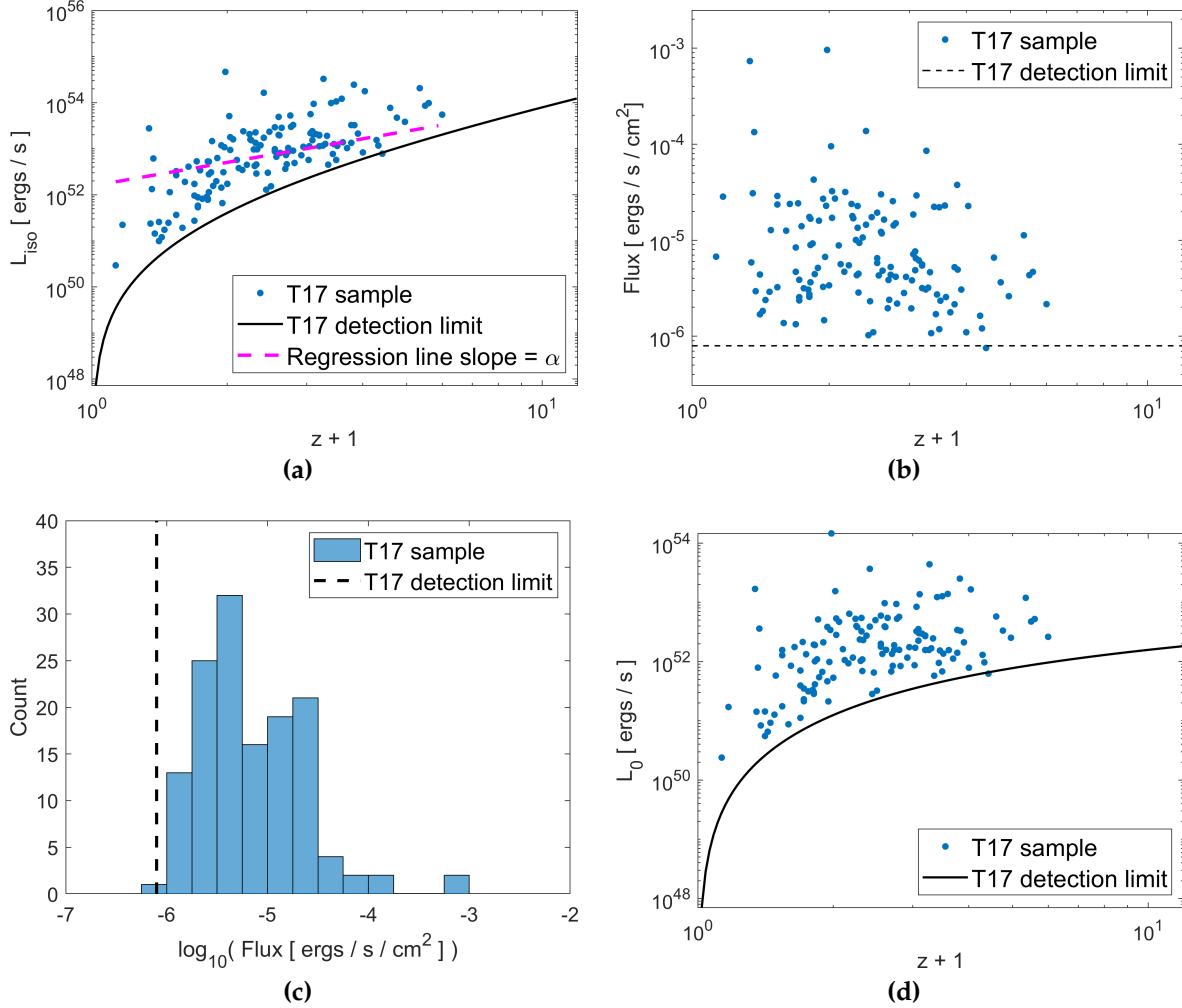 10^56
10^54
10^52
10^50
10^48
L_iso [ ergs / s ]
T17 sample
T17 detection limit
Regression line slope = α
10^0
10^1
z + 1
(a)
10^-3
10^-4
10^-5
10^-6
Flux [ ergs / s / cm^2 ]
T17 sample
T17 detection limit
10^0
10^1
z + 1
(b)
40
35
30
25
20
15
10
5
0
Count
T17 sample
T17 detection limit
-7 -6 -5 -4 -3 -2
log_10( Flux [ ergs / s / cm^2 ] )
(c)
10^54
10^52
10^50
10^48
L_0 [ ergs / s ]
T17 sample
T17 detection limit
10^0
10^1
z + 1
(d)